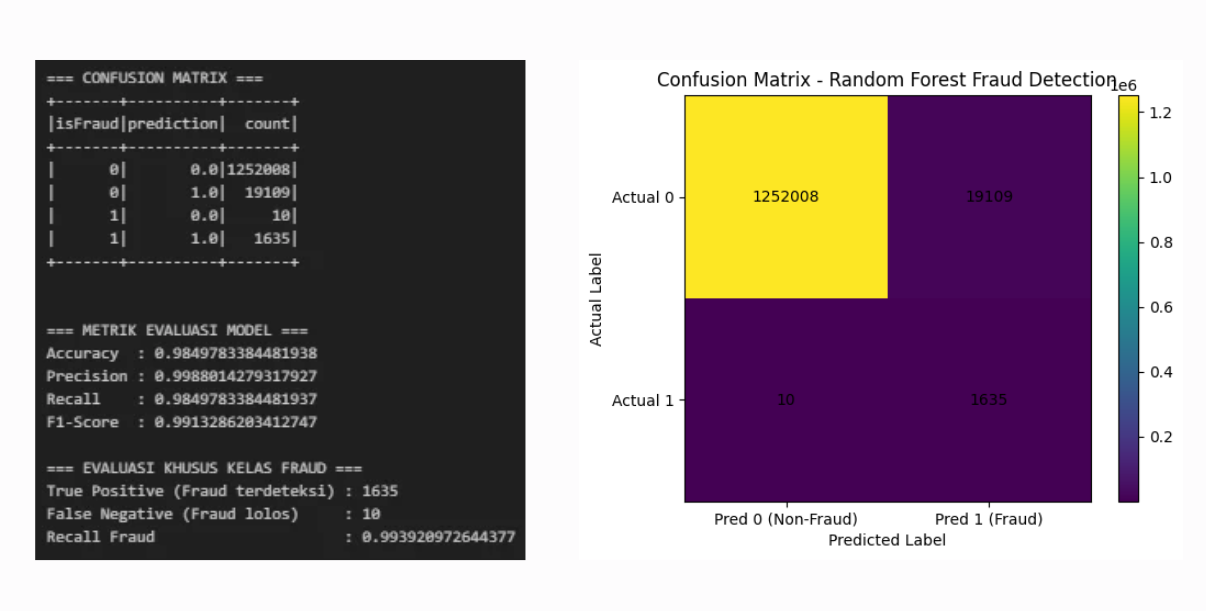 === CONFUSION MATRIX ===
+-------+----------+-------+
|isFraud|prediction|  count|
+-------+----------+-------+
|      0|       0.0|1252008|
|      0|       1.0|  19109|
|      1|       0.0|     10|
|      1|       1.0|   1635|
+-------+----------+-------+
=== METRIK EVALUASI MODEL ===
Accuracy  : 0.9849783384481938
Precision : 0.9988014279317927
Recall    : 0.9849783384481937
F1-Score  : 0.9913286203412747
=== EVALUASI KHUSUS KELAS FRAUD ===
True Positive (Fraud terdeteksi) : 1635
False Negative (Fraud lolos)     : 10
Recall Fraud                     : 0.993920972644377
Confusion Matrix - Random Forest Fraud Detection
1e6
Actual Label
Actual 0
1252008
19109
Actual 1
10
1635
Pred 0 (Non-Fraud)
Pred 1 (Fraud)
Predicted Label
1.2
1.0
0.8
0.6
0.4
0.2